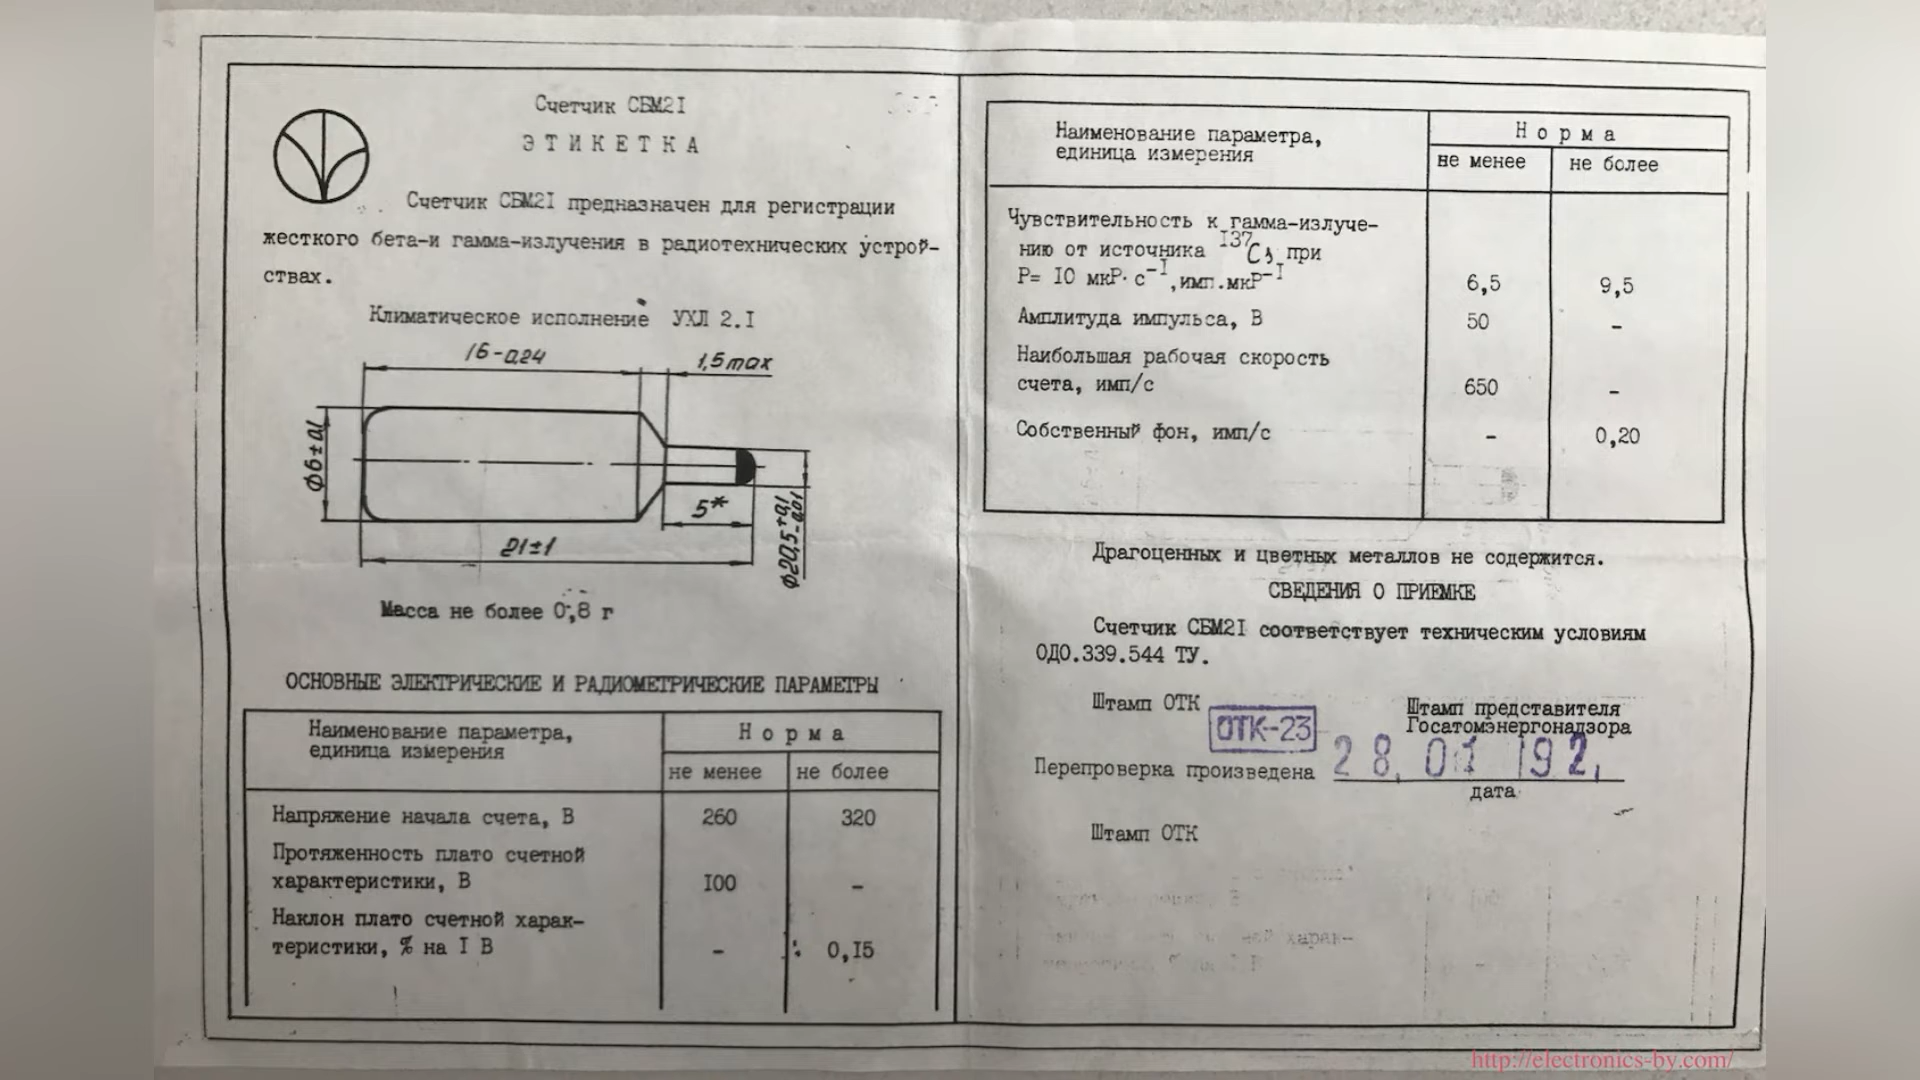 Счетчик СБМ2I
ЭТИКЕТКА
Счетчик СБМ2I предназначен для регистрации
жесткого бета-и гамма-излучения в радиотехнических устрой-
ствах.
Климатическое исполнение УХЛ 2.I
16-0,24
1,5 max
ф6±0,1
5*
21±1
Масса не более 0,8 г
ОСНОВНЫЕ ЭЛЕКТРИЧЕСКИЕ И РАДИОМЕТРИЧЕСКИЕ ПАРАМЕТРЫ
Наименование параметра, Норма
единица измерения не менее не более
Напряжение начала счета, В 260 320
Протяженность плато счетной
характеристики, В I00 -
Наклон плато счетной харак-
теристики, % на I В - 0,I5
Наименование параметра, Норма
единица измерения не менее не более
Чувствительность к гамма-излуче-
нию от источника I37Cs при
P= I0 мкР·с-I,имп.мкР-I 6,5 9,5
Амплитуда импульса, В 50 -
Наибольшая рабочая скорость
счета, имп/с 650 -
Собственный фон, имп/с - 0,20
Драгоценных и цветных металлов не содержится.
СВЕДЕНИЯ О ПРИЕМКЕ
Счетчик СБМ2I соответствует техническим условиям
ОДО.339.544 ТУ.
Штамп ОТК ОТК-23 Штамп представителя
Госатомэнергонадзора
Перепроверка произведена 28.01 192.
дата
Штамп ОТК
http://electronics-by.com/